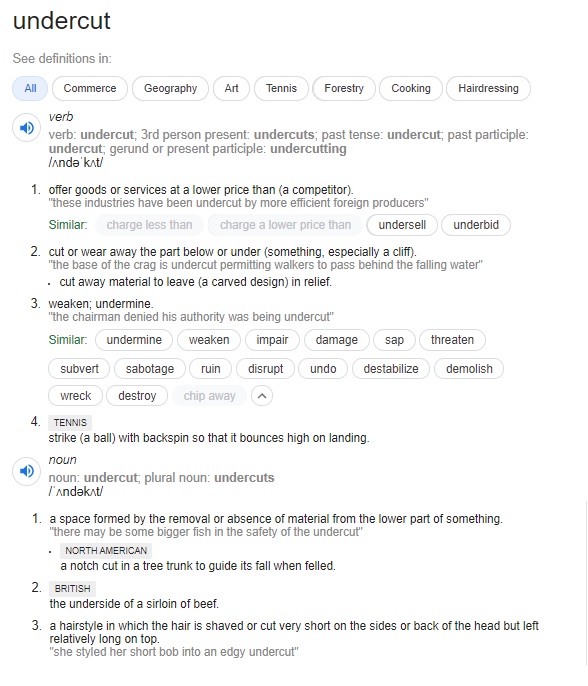 undercut
See definitions in:
All Commerce Geography Art Tennis Forestry Cooking Hairdressing
verb
verb: undercut; 3rd person present: undercuts; past tense: undercut; past participle:
undercut; gerund or present participle: undercutting
/ʌndəˈkʌt/
1. offer goods or services at a lower price than (a competitor).
"these industries have been undercut by more efficient foreign producers"
Similar: charge less than charge a lower price than undersell underbid
2. cut or wear away the part below or under (something, especially a cliff).
"the base of the crag is undercut permitting walkers to pass behind the falling water"
• cut away material to leave (a carved design) in relief.
3. weaken; undermine.
"the chairman denied his authority was being undercut"
Similar: undermine weaken impair damage sap threaten
subvert sabotage ruin disrupt undo destabilize demolish
wreck destroy chip away
4. TENNIS
strike (a ball) with backspin so that it bounces high on landing.
noun
noun: undercut; plural noun: undercuts
/ˈʌndəkʌt/
1. a space formed by the removal or absence of material from the lower part of something.
"there may be some bigger fish in the safety of the undercut"
• NORTH AMERICAN
a notch cut in a tree trunk to guide its fall when felled.
2. BRITISH
the underside of a sirloin of beef.
3. a hairstyle in which the hair is shaved or cut very short on the sides or back of the head but left
relatively long on top.
"she styled her short bob into an edgy undercut"